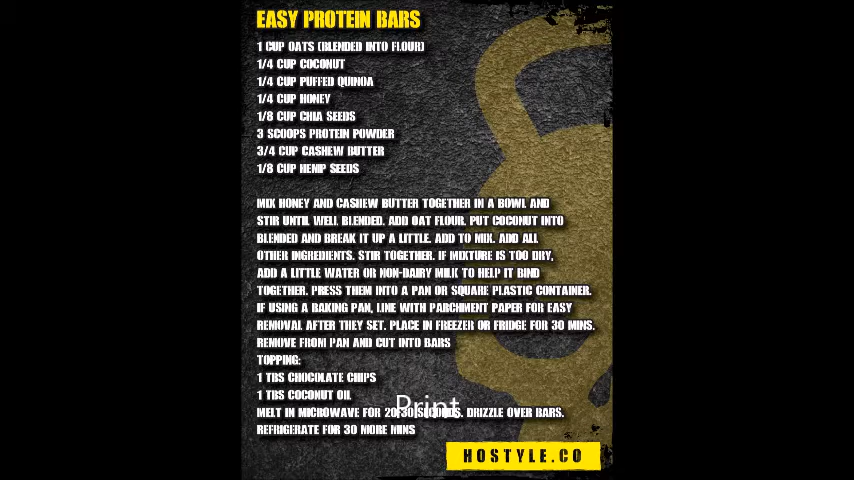 EASY PROTEIN BARS
1 CUP OATS (BLENDED INTO FLOUR)
1/4 CUP COCONUT
1/4 CUP PUFFED QUINOA
1/4 CUP HONEY
1/8 CUP CHIA SEEDS
3 SCOOPS PROTEIN POWDER
3/4 CUP CASHEW BUTTER
1/8 CUP HEMP SEEDS
MIX HONEY AND CASHEW BUTTER TOGETHER IN A BOWL AND
STIR UNTIL WELL BLENDED. ADD OAT FLOUR. PUT COCONUT INTO
BLENDED AND BREAK IT UP A LITTLE. ADD TO MIX. ADD ALL
OTHER INGREDIENTS. STIR TOGETHER. IF MIXTURE IS TOO DRY,
ADD A LITTLE WATER OR NON-DAIRY MILK TO HELP IT BIND
TOGETHER. PRESS THEM INTO A PAN OR SQUARE PLASTIC CONTAINER.
IF USING A BAKING PAN, LINE WITH PARCHMENT PAPER FOR EASY
REMOVAL AFTER THEY SET. PLACE IN FREEZER OR FRIDGE FOR 30 MINS.
REMOVE FROM PAN AND CUT INTO BARS
TOPPING:
1 TBS CHOCOLATE CHIPS
1 TBS COCONUT OIL
Print
MELT IN MICROWAVE FOR 20-30 SECONDS. DRIZZLE OVER BARS.
REFRIGERATE FOR 30 MORE MINS
HOSTYLE.CO